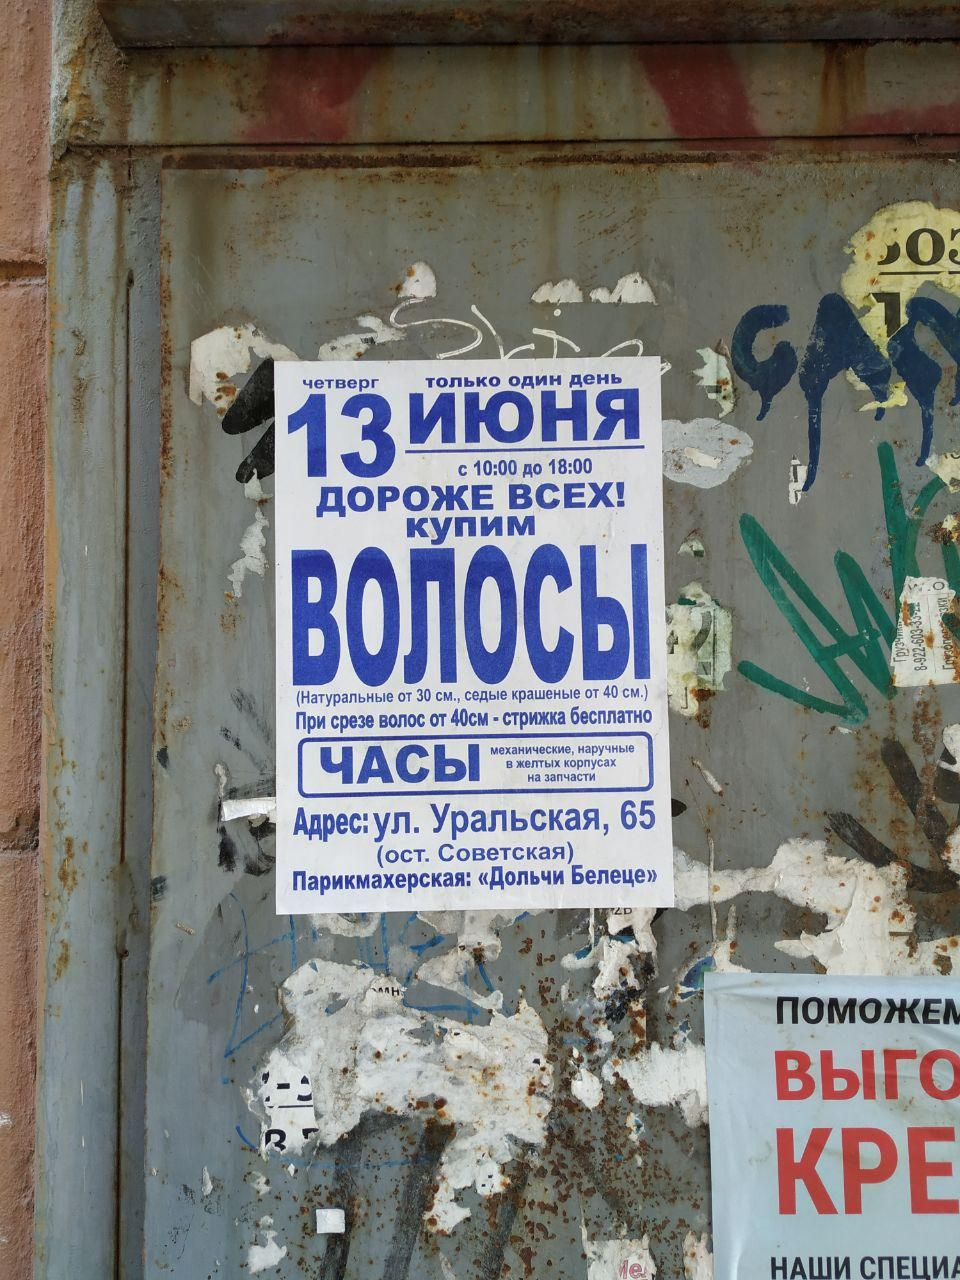 Skie
четверг только один день
13 ИЮНЯ
с 10:00 до 18:00
ДОРОЖЕ ВСЕХ!
купим
ВОЛОСЫ
(Натуральные от 30 см., седые крашеные от 40 см.)
При срезе волос от 40см - стрижка бесплатно
ЧАСЫ механические, наручные
в желтых корпусах
на запчасти
Адрес: ул. Уральская, 65
(ост. Советская)
Парикмахерская: «Дольчи Белеце»
ПОМОЖЕМ
ВЫГО
КРЕ
НАШИ СПЕЦИА